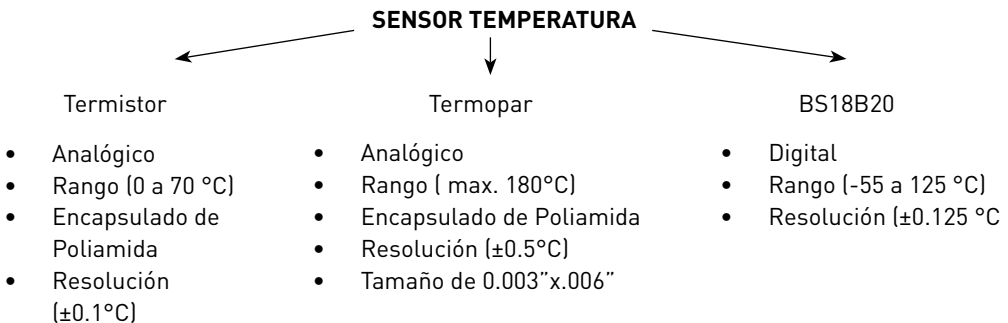 SENSOR TEMPERATURA
Termistor
• Analógico
• Rango (0 a 70 °C)
• Encapsulado de
Poliamida
• Resolución
(±0.1°C)
Termopar
• Analógico
• Rango ( max. 180°C)
• Encapsulado de Poliamida
• Resolución (±0.5°C)
• Tamaño de 0.003”x.006”
BS18B20
• Digital
• Rango (-55 a 125 °C)
• Resolución (±0.125 °C